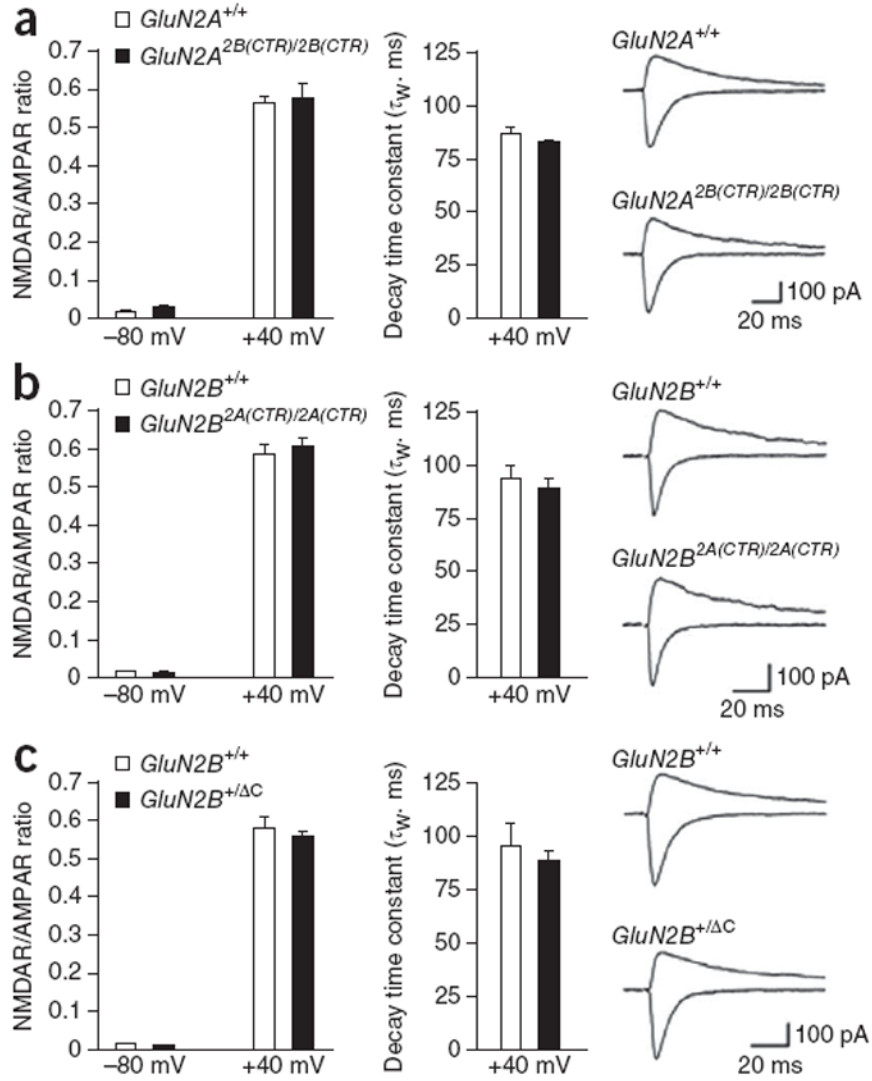 a
GluN2A+/+
GluN2A2B(CTR)/2B(CTR)
NMDAR/AMPAR ratio
0.7
0.6
0.5
0.4
0.3
0.2
0.1
0
–80 mV
+40 mV
Decay time constant (τW. ms)
125
100
75
50
25
0
+40 mV
GluN2A+/+
GluN2A2B(CTR)/2B(CTR)
100 pA
20 ms
b
GluN2B+/+
GluN2B2A(CTR)/2A(CTR)
NMDAR/AMPAR ratio
0.7
0.6
0.5
0.4
0.3
0.2
0.1
0
–80 mV
+40 mV
Decay time constant (τW. ms)
125
100
75
50
25
0
+40 mV
GluN2B+/+
GluN2B2A(CTR)/2A(CTR)
100 pA
20 ms
c
GluN2B+/+
GluN2B+/ΔC
NMDAR/AMPAR ratio
0.7
0.6
0.5
0.4
0.3
0.2
0.1
0
–80 mV
+40 mV
Decay time constant (τW. ms)
125
100
75
50
25
0
+40 mV
GluN2B+/+
GluN2B+/ΔC
100 pA
20 ms